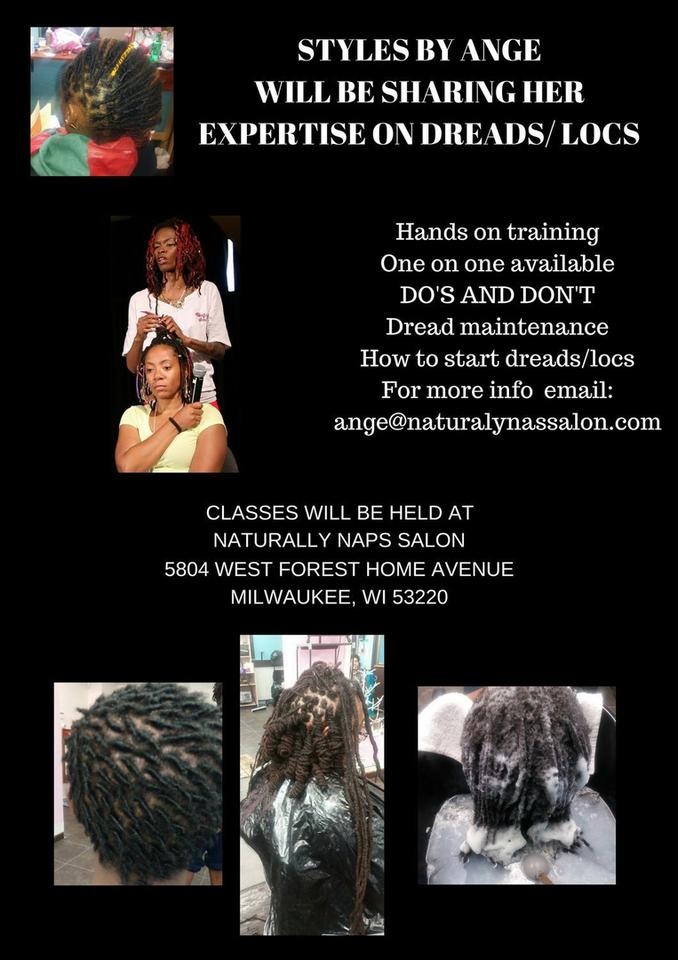 STYLES BY ANGE
WILL BE SHARING HER
EXPERTISE ON DREADS/ LOCS
Hands on training
One on one available
DO'S AND DON'T
Dread maintenance
How to start dreads/locs
For more info email:
ange@naturalynassalon.com
CLASSES WILL BE HELD AT
NATURALLY NAPS SALON
5804 WEST FOREST HOME AVENUE
MILWAUKEE, WI 53220